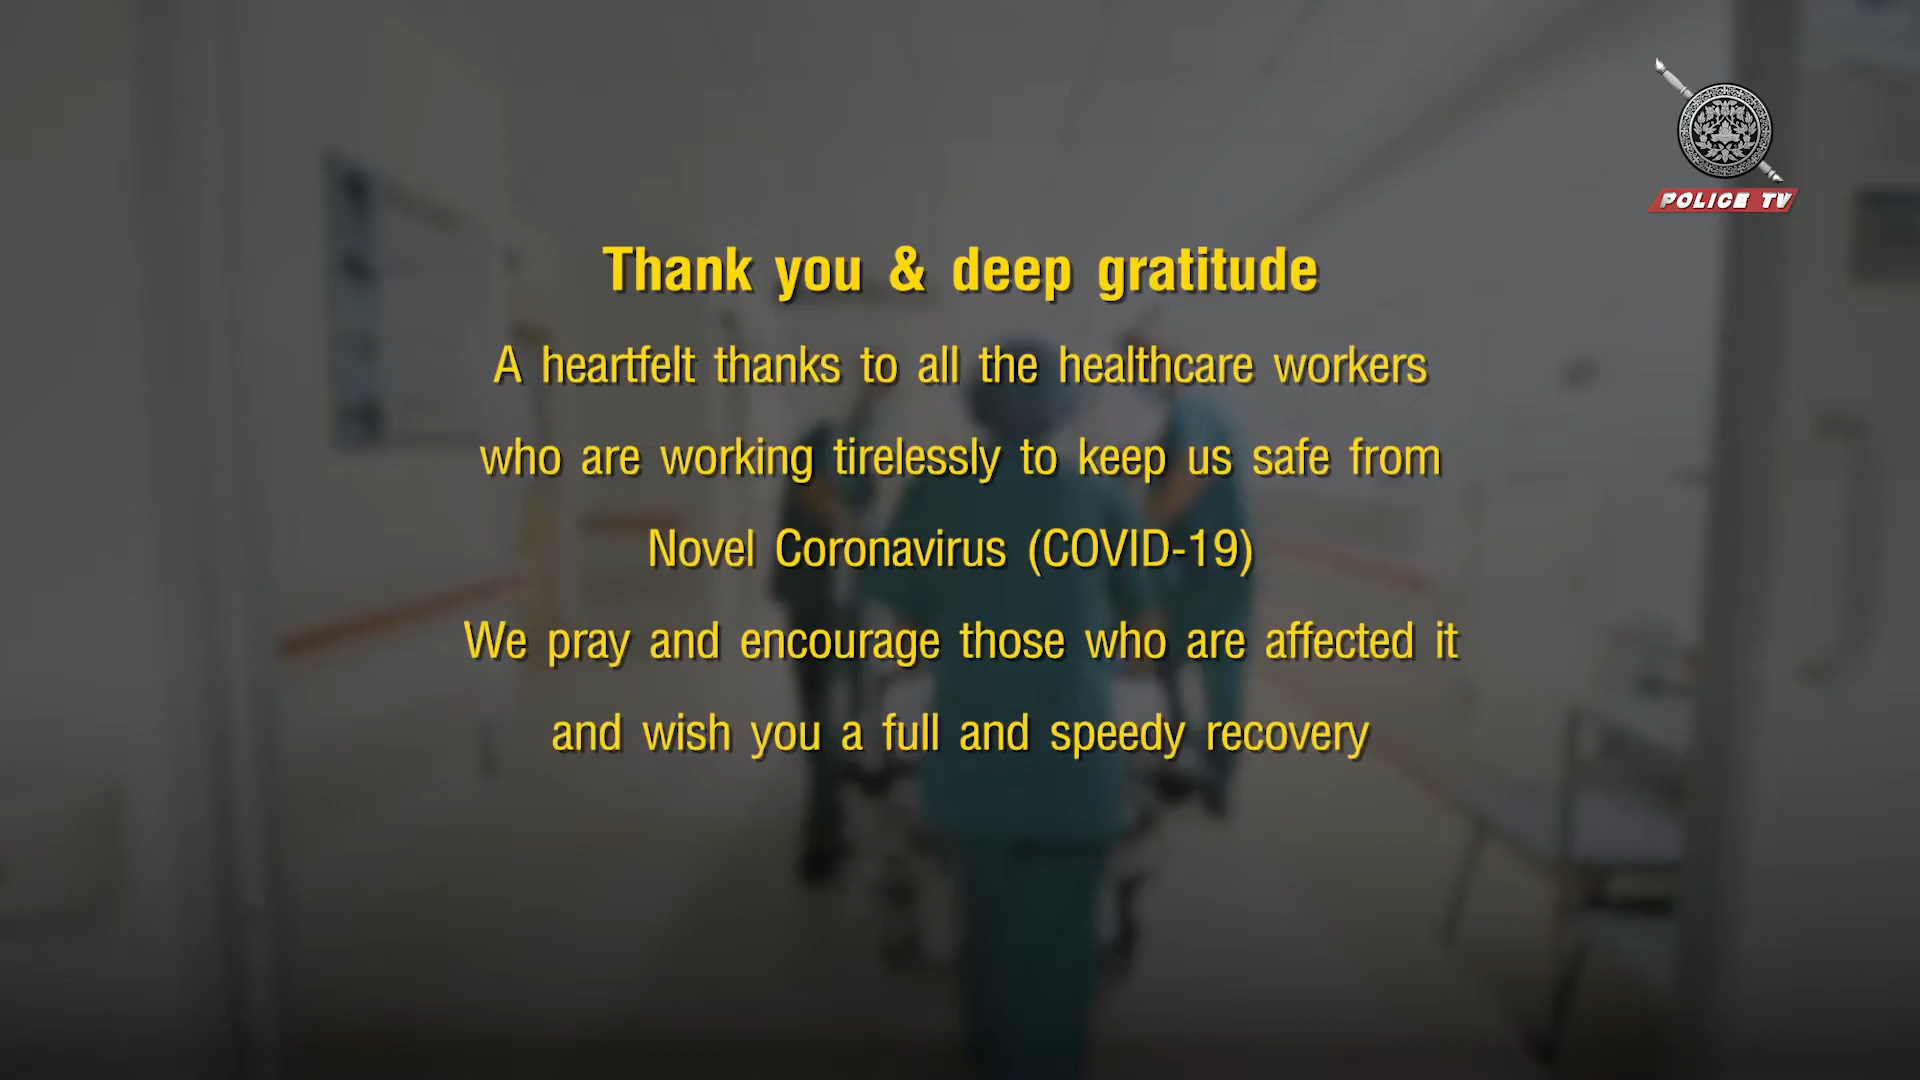 POLICE TV
Thank you & deep gratitude
A heartfelt thanks to all the healthcare workers
who are working tirelessly to keep us safe from
Novel Coronavirus (COVID-19)
We pray and encourage those who are affected it
and wish you a full and speedy recovery